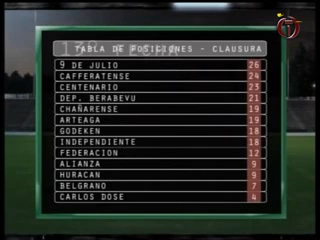 TABLA DE POSICIONES - CLAUSURA
9 DE JULIO 26
CAFFERATENSE 24
CENTENARIO 23
DEP. BERABEVU 21
CHAÑARENSE 19
ARTEAGA 19
GODEKEN 18
INDEPENDIENTE 18
FEDERACION 12
ALIANZA 9
HURACAN 9
BELGRANO 7
CARLOS DOSE 4